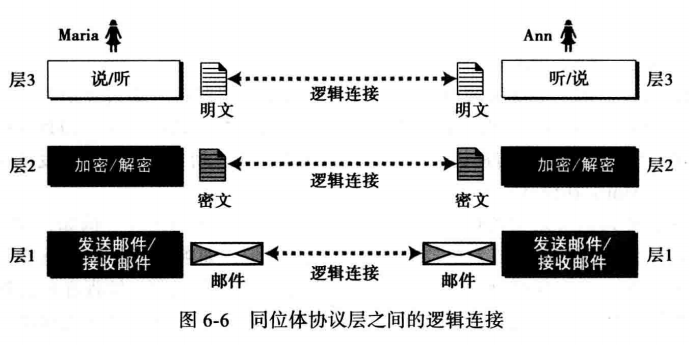 Maria
Ann
层3
说/听
明文
逻辑连接
明文
听/说
层3
层2
加密/解密
密文
逻辑连接
密文
加密/解密
层2
层1
发送邮件/
接收邮件
邮件
逻辑连接
邮件
发送邮件/
接收邮件
层1
图 6-6 同位体协议层之间的逻辑连接